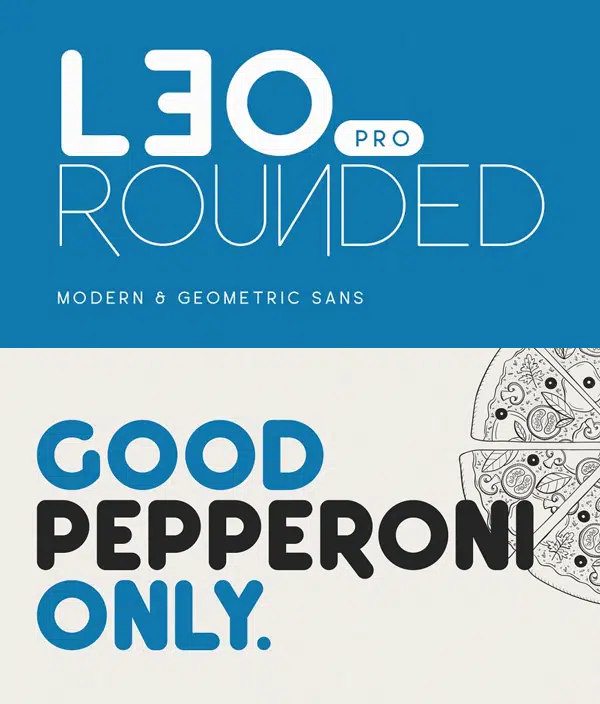 LEO
PRO
ROUNDED
MODERN & GEOMETRIC SANS
GOOD
PEPPERONI
ONLY.